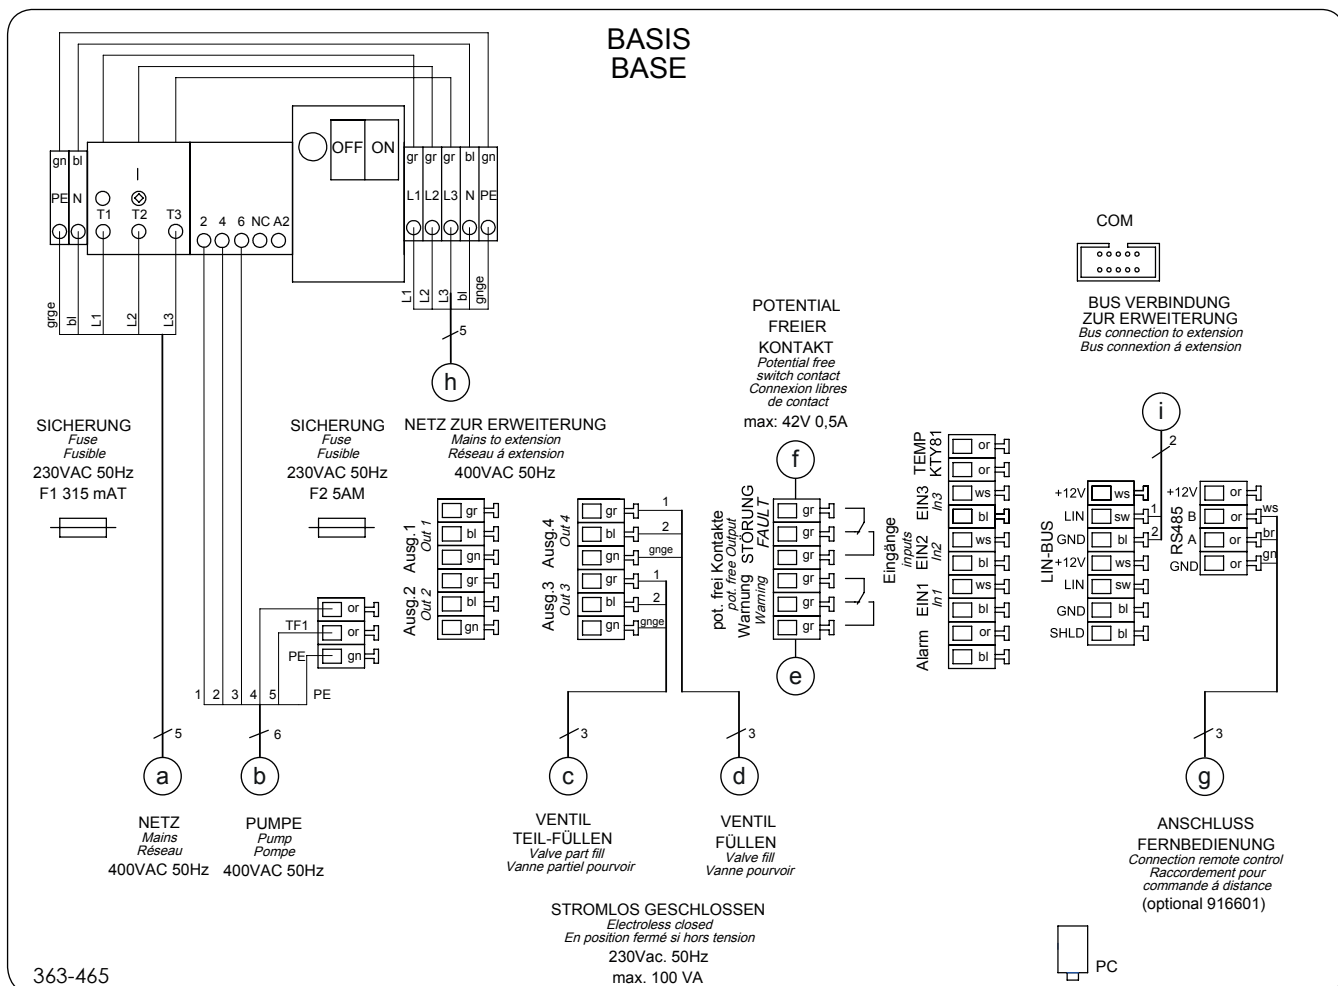 BASIS
BASE
gn bl
PE N
I
T1 T2 T3
2 4 6 NC A2
OFF ON
gr gr gr bl gn
L1 L2 L3 N PE
grge bl L1 L2 L3
L1 L2 L3 bl gnge
5
h
COM
BUS VERBINDUNG
ZUR ERWEITERUNG
Bus connection to extension
Bus connextion á extension
i
2
SICHERUNG
Fuse
Fusible
230VAC 50Hz
F1 315 mAT
SICHERUNG
Fuse
Fusible
230VAC 50Hz
F2 5AM
NETZ ZUR ERWEITERUNG
Mains to extension
Réseau á extension
400VAC 50Hz
POTENTIAL
FREIER
KONTAKT
Potential free
switch contact
Connexion libres
de contact
max: 42V 0,5A
f
Ausg.1
Out 1
gr
bl
gn
Ausg.2
Out 2
gr
bl
gn
Ausg.4
Out 4
gr 1
bl 2
gn gnge
Ausg.3
Out 3
gr 1
bl 2
gn gnge
pot. frei Kontakte
pot. free Output
STÖRUNG
FAULT
gr
gr
gr
Warnung
Warning
gr
gr
gr
e
Eingänge
inputs
TEMP
KTY81
or
or
EIN3
In3
ws
bl
EIN2
In2
ws
bl
EIN1
In1
ws
bl
Alarm
or
bl
LIN-BUS
+12V ws
LIN sw 1
GND bl 2
+12V ws
LIN sw
GND bl
SHLD bl
RS485
+12V or
B or ws
A or br
GND or gn
or
TF1 or
PE gn
1 2 3 4 5 PE
5
a
NETZ
Mains
Réseau
400VAC 50Hz
6
b
PUMPE
Pump
Pompe
400VAC 50Hz
3
c
VENTIL
TEIL-FÜLLEN
Valve part fill
Vanne partiel pourvoir
3
d
VENTIL
FÜLLEN
Valve fill
Vanne pourvoir
3
g
ANSCHLUSS
FERNBEDIENUNG
Connection remote control
Raccordement pour
commande á distance
(optional 916601)
STROMLOS GESCHLOSSEN
Electroless closed
En position fermé si hors tension
230Vac. 50Hz
max. 100 VA
PC
363-465